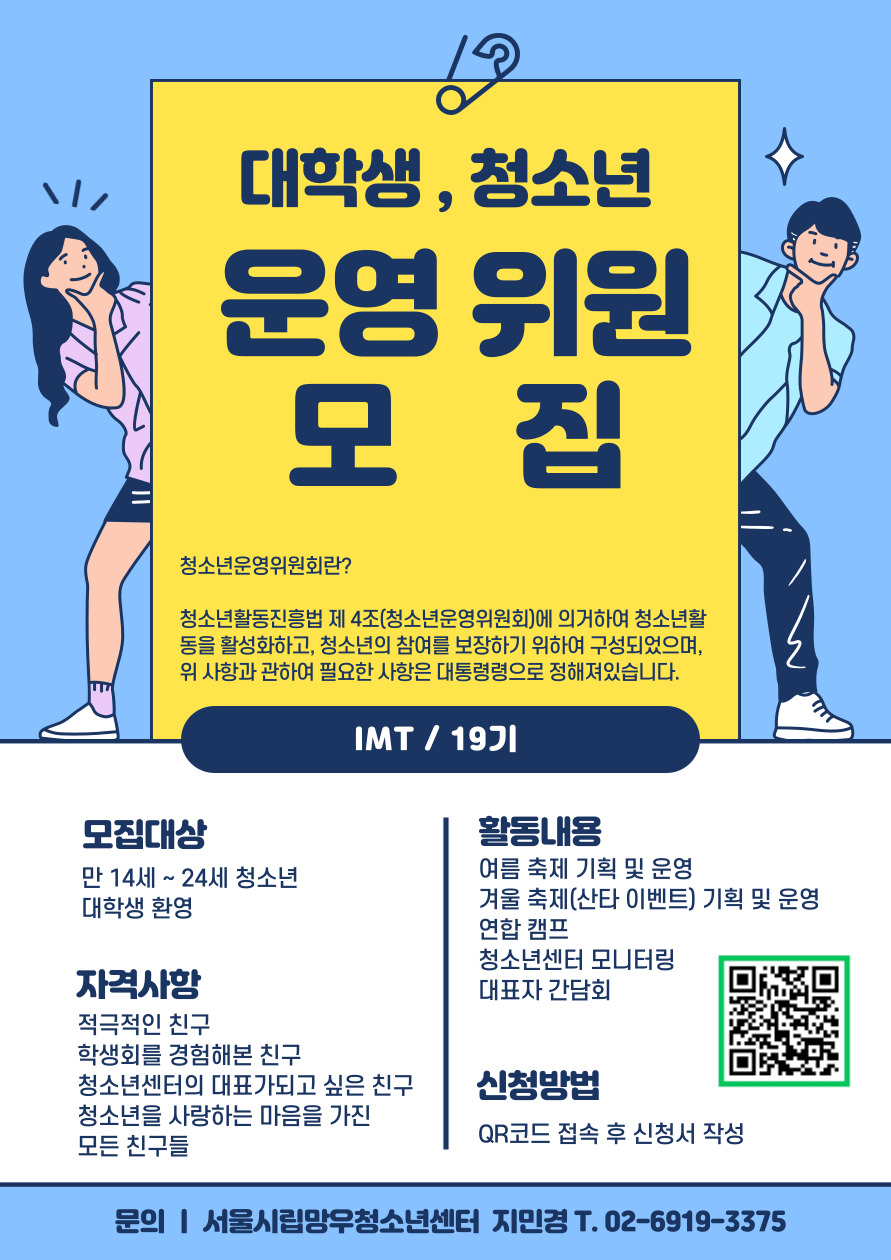 대학생 , 청소년
운영 위원
모 집
청소년운영위원회란?
청소년활동진흥법 제 4조(청소년운영위원회)에 의거하여 청소년활
동을 활성화하고, 청소년의 참여를 보장하기 위하여 구성되었으며,
위 사항과 관하여 필요한 사항은 대통령령으로 정해져있습니다.
IMT / 19기
모집대상
만 14세 ~ 24세 청소년
대학생 환영
자격사항
적극적인 친구
학생회를 경험해본 친구
청소년센터의 대표가되고 싶은 친구
청소년을 사랑하는 마음을 가진
모든 친구들
활동내용
여름 축제 기획 및 운영
겨울 축제(산타 이벤트) 기획 및 운영
연합 캠프
청소년센터 모니터링
대표자 간담회
신청방법
QR코드 접속 후 신청서 작성
문의 | 서울시립망우청소년센터 지민경 T. 02-6919-3375